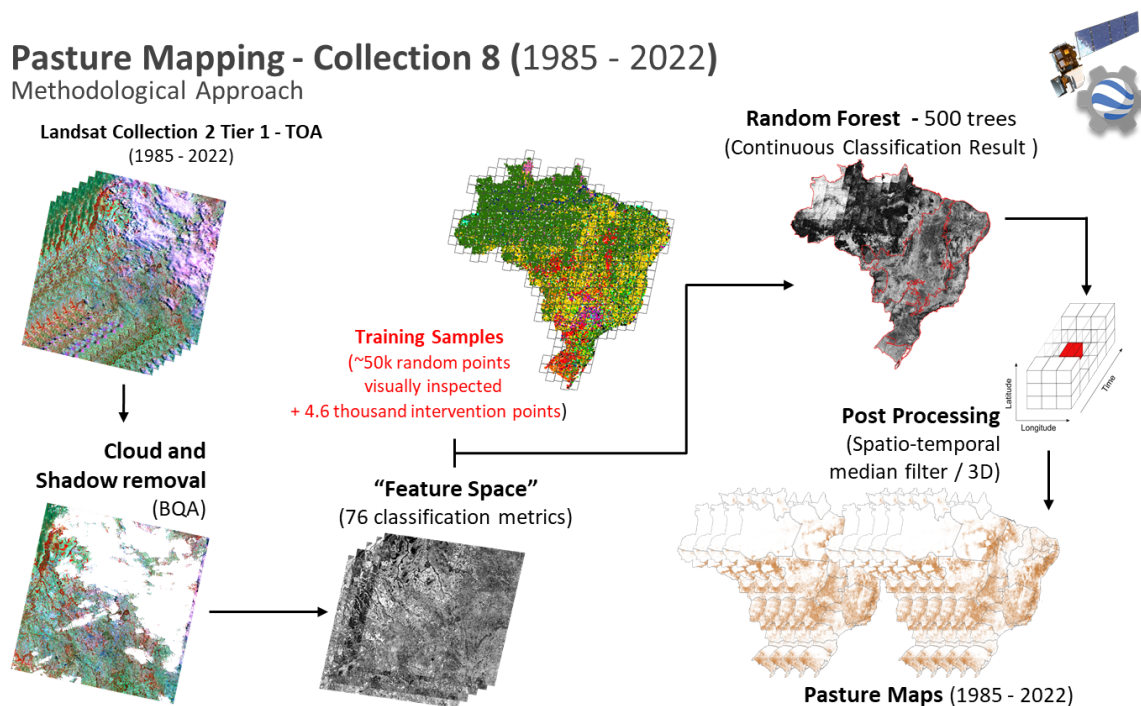 Pasture Mapping - Collection 8 (1985 - 2022)
Methodological Approach
Landsat Collection 2 Tier 1 - TOA
(1985 - 2022)
Cloud and
Shadow removal
(BQA)
Training Samples
(~50k random points
visually inspected
+ 4.6 thousand intervention points)
“Feature Space”
(76 classification metrics)
Random Forest - 500 trees
(Continuous Classification Result )
Latitude
Longitude
Time
Post Processing
(Spatio-temporal
median filter / 3D)
Pasture Maps (1985 - 2022)